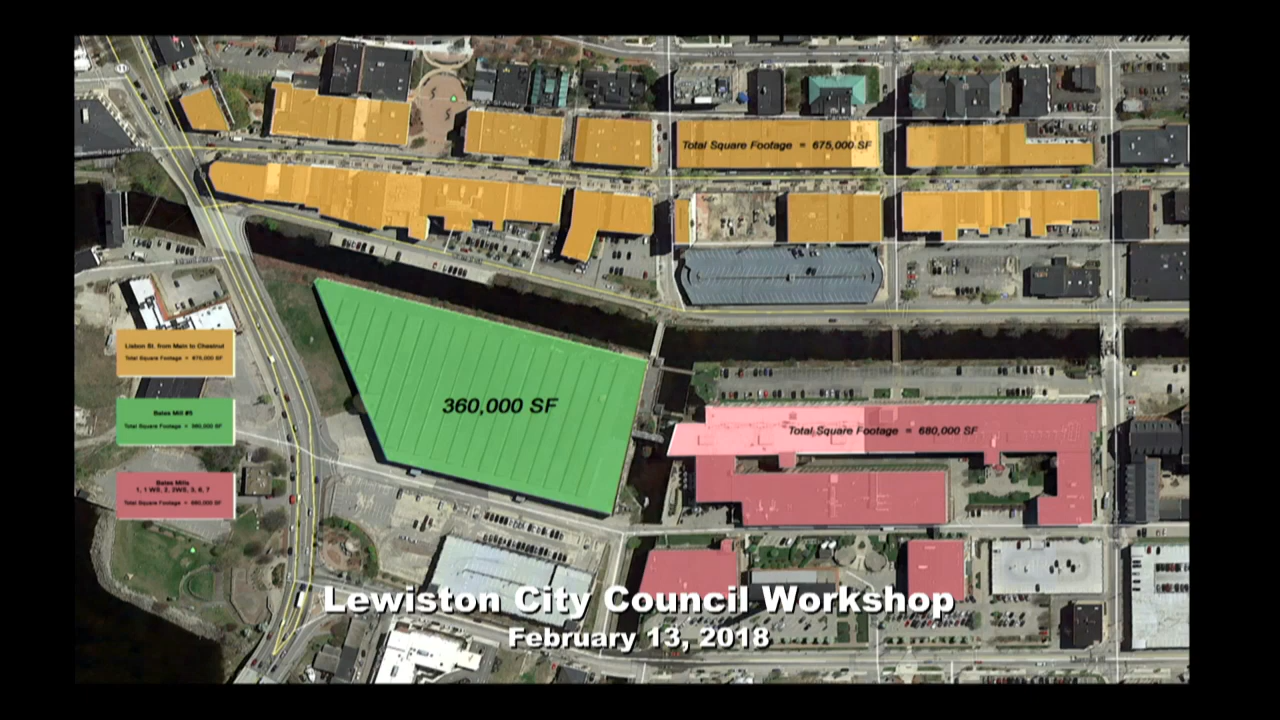 Total Square Footage = 675,000 SF
Lisbon St. from Main to Chestnut
Total Square Footage = 675,000 SF
360,000 SF
Bates Mill #5
Total Square Footage = 360,000 SF
Total Square Footage = 680,000 SF
Bates Mills
1, 1 WS, 2, 2WS, 3, 6, 7
Total Square Footage = 680,000 SF
Lewiston City Council Workshop
February 13, 2018